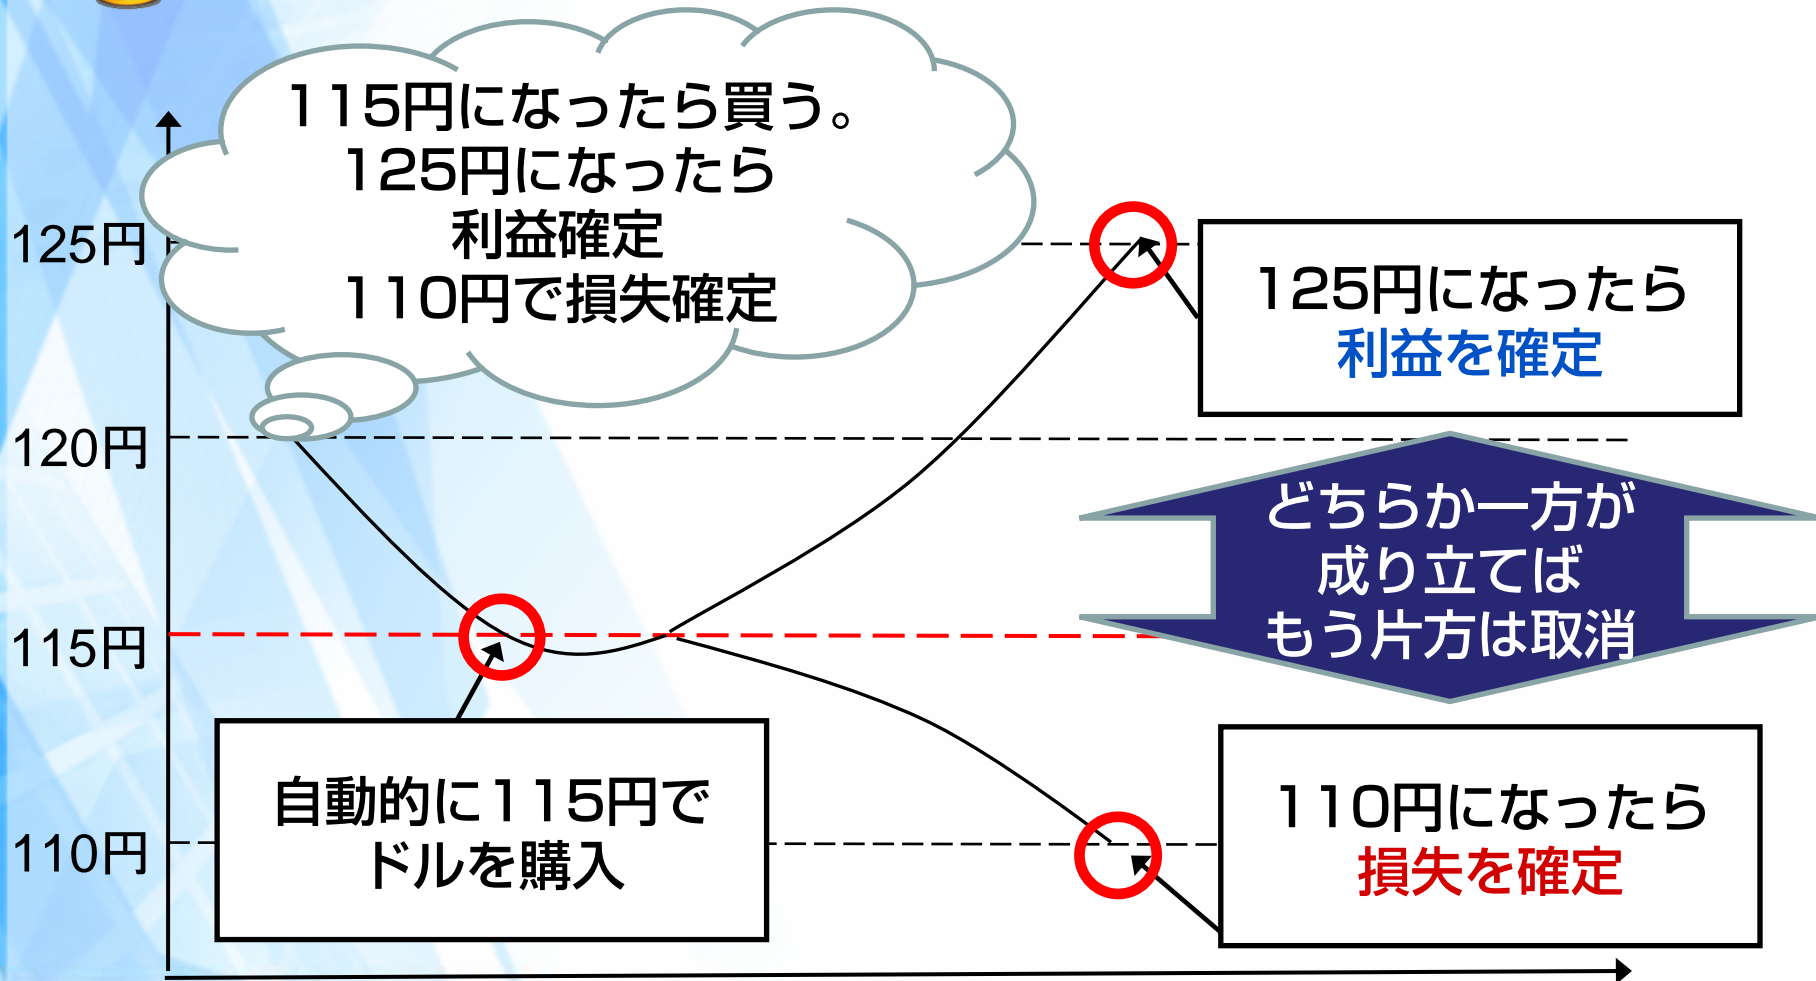 115円になったら買う。
125円になったら
利益確定
110円で損失確定
125円
120円
115円
110円
125円になったら
利益を確定
どちらか一方が
成り立てば
もう片方は取消
自動的に115円で
ドルを購入
110円になったら
損失を確定